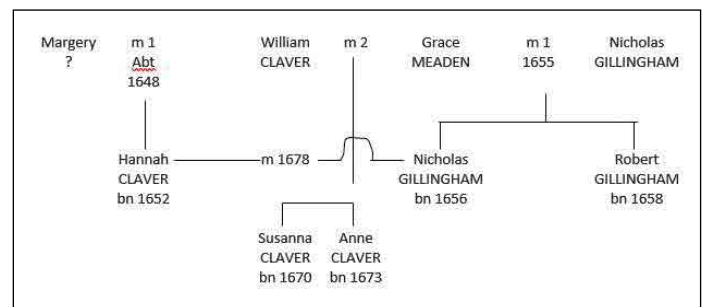 Margery m 1 William m 2 Grace m 1 Nicholas
? Abt CLAVER MEADEN 1655 GILLINGHAM
1648
Hannah m 1678 Nicholas Robert
CLAVER GILLINGHAM GILLINGHAM
bn 1652 bn 1656 bn 1658
Susanna Anne
CLAVER CLAVER
bn 1670 bn 1673